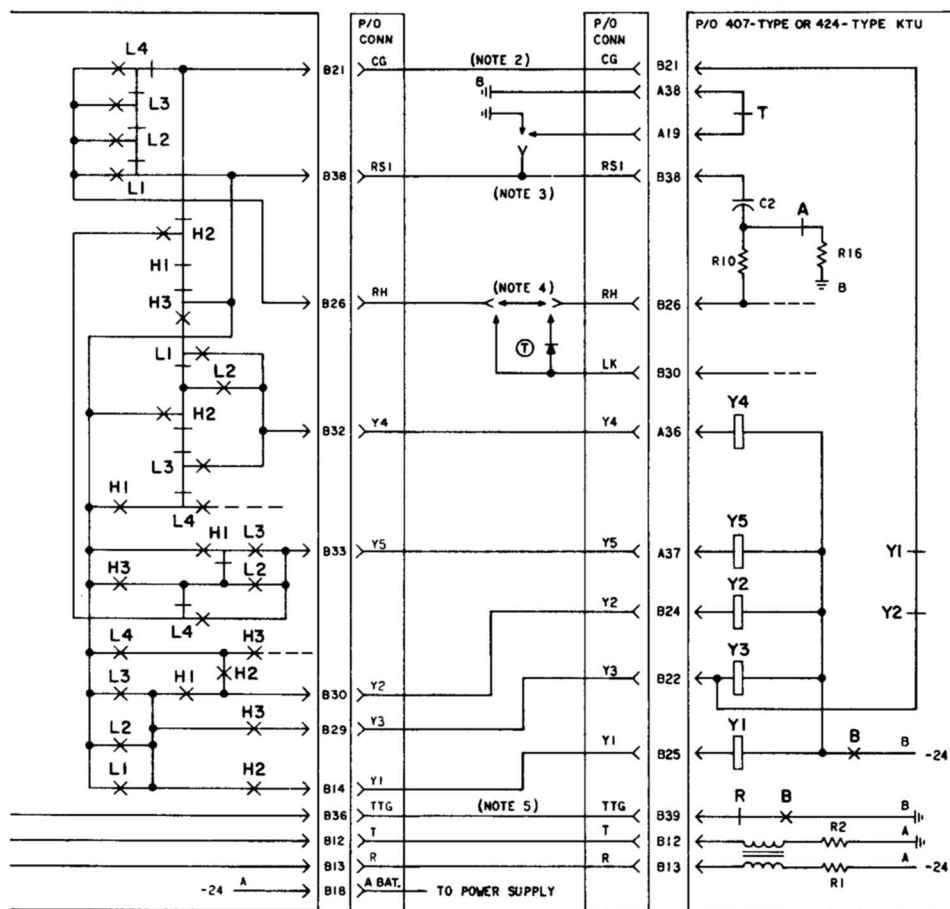 P/O CONN
P/O CONN
P/O 407-TYPE OR 424-TYPE KTU
L4
B21 CG (NOTE 2) CG B21
L3
B A38
T
L2
A19
L1
B38 RS1 (NOTE 3) RS1 B38
C2
A
H2
R10
R16
B
H1
H3
B26 RH (NOTE 4) RH B26
T
L1
L2
LK B30
H2
Y4
B32 Y4 Y4 A36
L3
H1
L4
H1 L3
Y5
B33 Y5 Y5 A37
Y1
H3
L2
Y2
Y2 B24
Y2
L4
L4 H3
H2
Y3
Y3 B22
L3 H1
B30 Y2
H3
B29 Y3
L2
Y1
B
B
Y1 B25
-24
L1 H2
B14 Y1
R B
B36 TTG (NOTE 5) TTG B39
B
B12 T T B12
R2
A
B13 R R B13
R1
A
-24
-24 A B18 A BAT. TO POWER SUPPLY